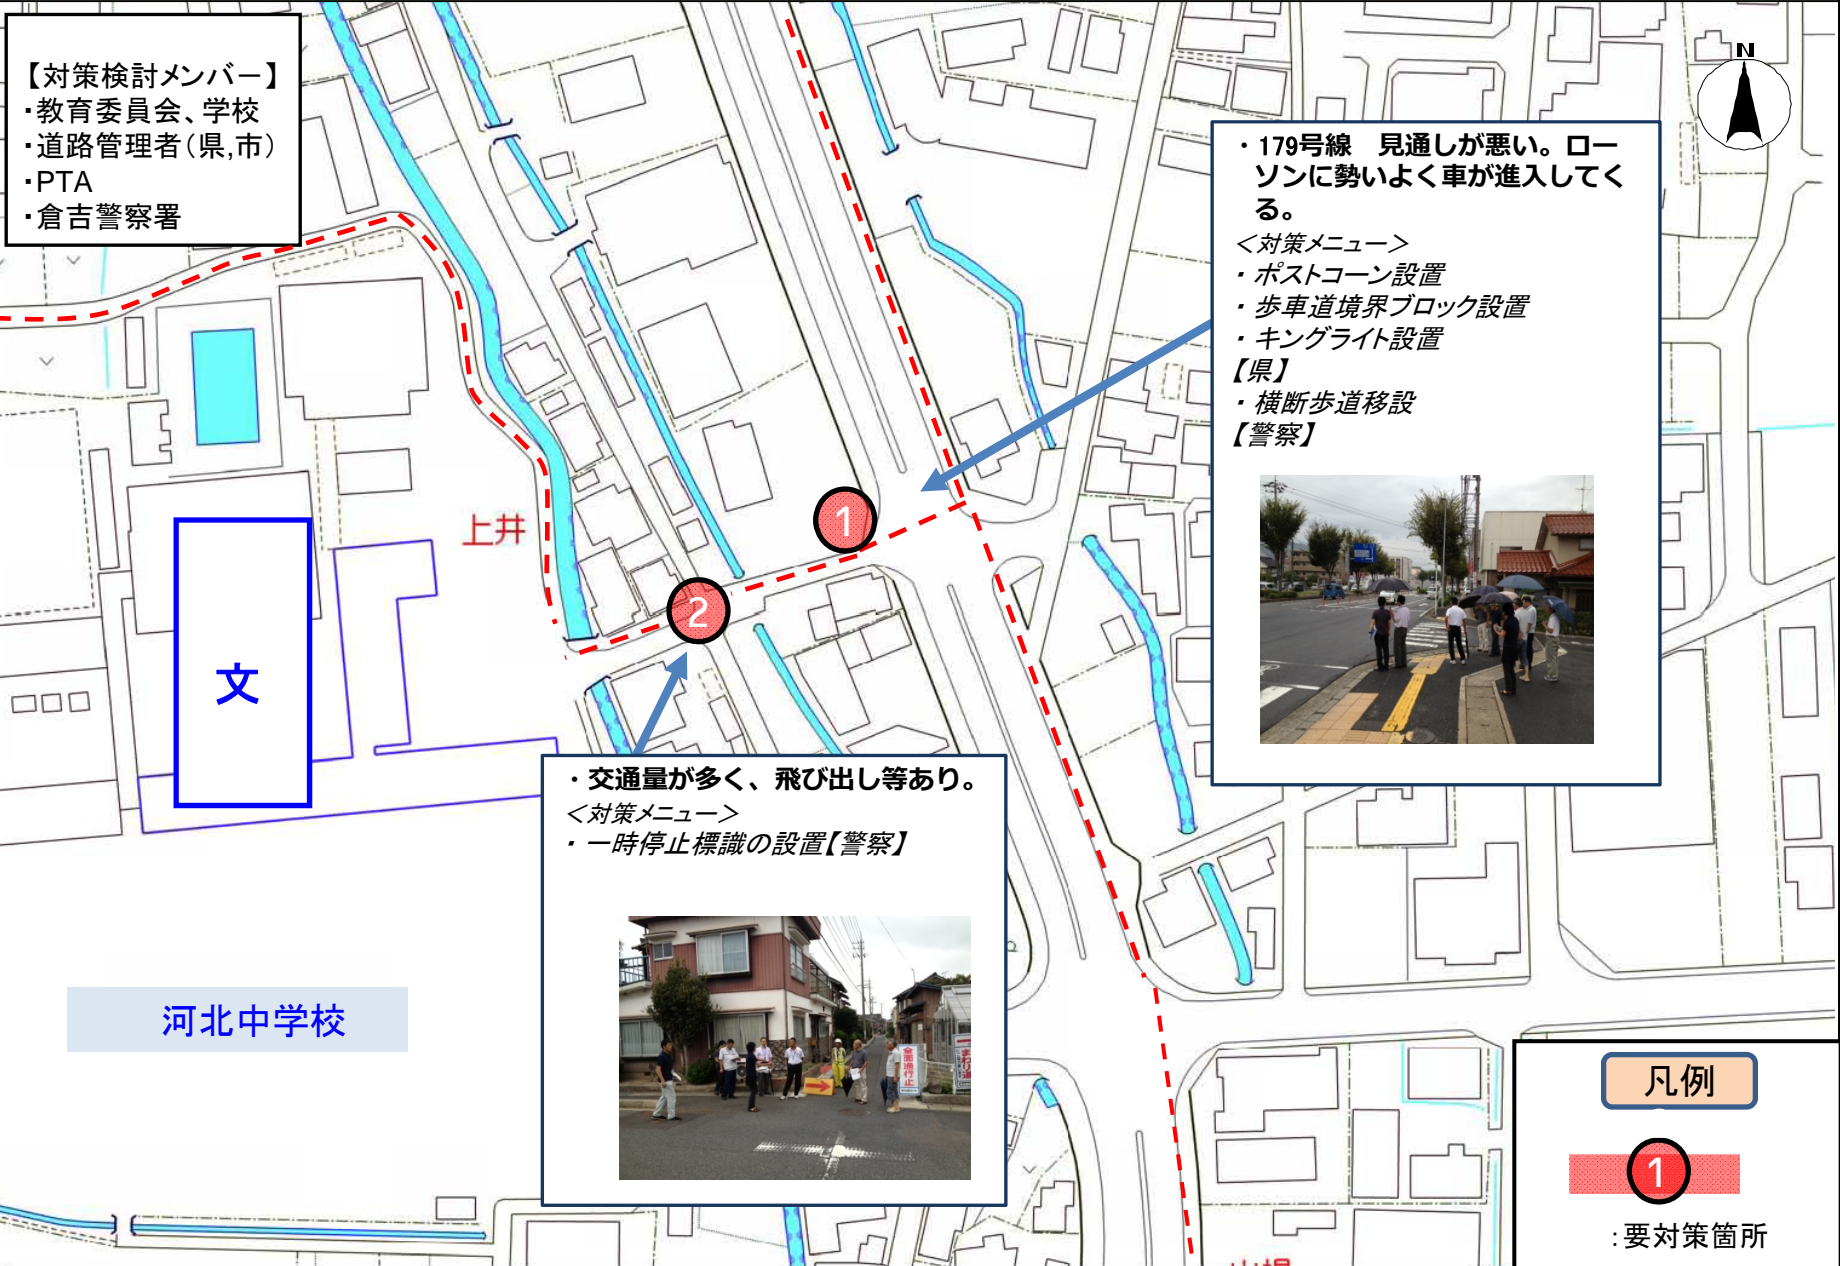 【対策検討メンバー】
・教育委員会、学校
・道路管理者(県,市)
・PTA
・倉吉警察署
N
・179号線　見通しが悪い。ロー
ソンに勢いよく車が進入してく
る。
＜対策メニュー＞
・ポストコーン設置
・歩車道境界ブロック設置
・キングライト設置
【県】
・横断歩道移設
【警察】
上井
1
2
文
・交通量が多く、飛び出し等あり。
＜対策メニュー＞
・一時停止標識の設置【警察】
全面通行止
河北中学校
凡例
1
:要対策箇所